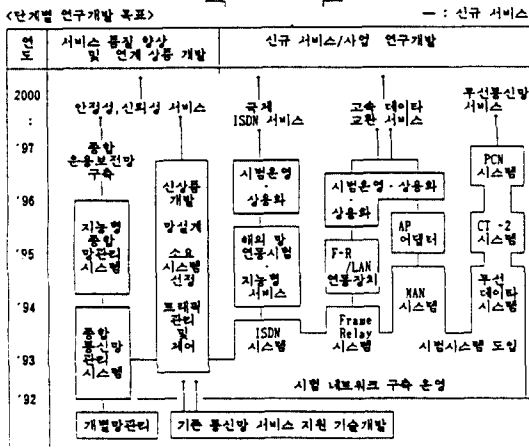 <단계별 연구개발 목표>
― : 신규 서비스
연도
서비스 품질 향상
및 연계 상품 개발
신규 서비스/사업 연구개발
2000
:
'97
'96
'95
'94
'93
'92
안정성,신뢰성 서비스
국제
ISDN 서비스
고속 데이타
교환 서비스
무선통신망
서비스
종합
운용보전망
구축
지능형
종합
망관리
시스템
종합
통신망
관리
시스템
신상품
개발
망설계
소요
시스템
선정
트래픽
관리
및
제어
시범운영
·
상용화
해외 망
연동시험
지능형
서비스
ISDN
시스템
시범운영·상용화
·
상용화
F-R
/LAN
연동장치
Frame
Relay
시스템
AP
어댑터
MAN
시스템
PCN
시스템
CT -2
시스템
무선
데이타
시스템
시범시스템 도입
시범 네트워크 구축 운영
개별망관리
기존 통신망 서비스 지원 기술개발